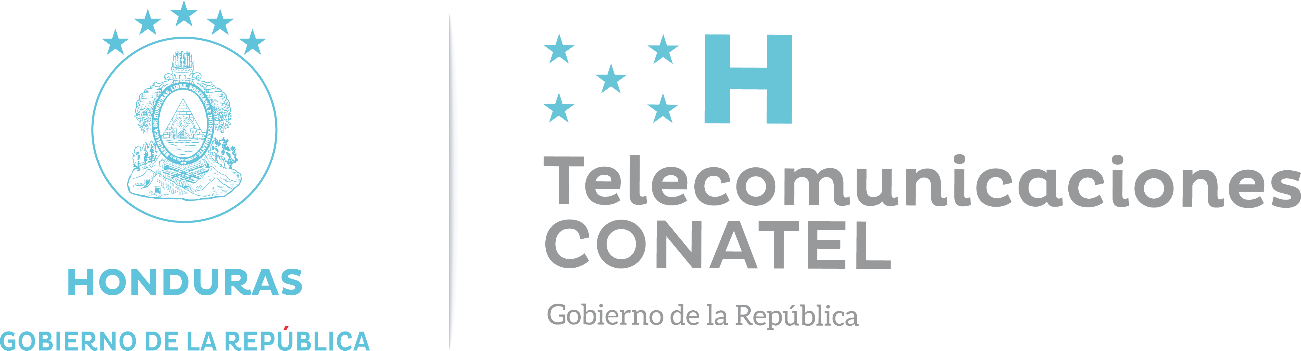 HONDURAS
GOBIERNO DE LA REPÚBLICA
H
Telecomunicaciones
CONATEL
Gobierno de la República